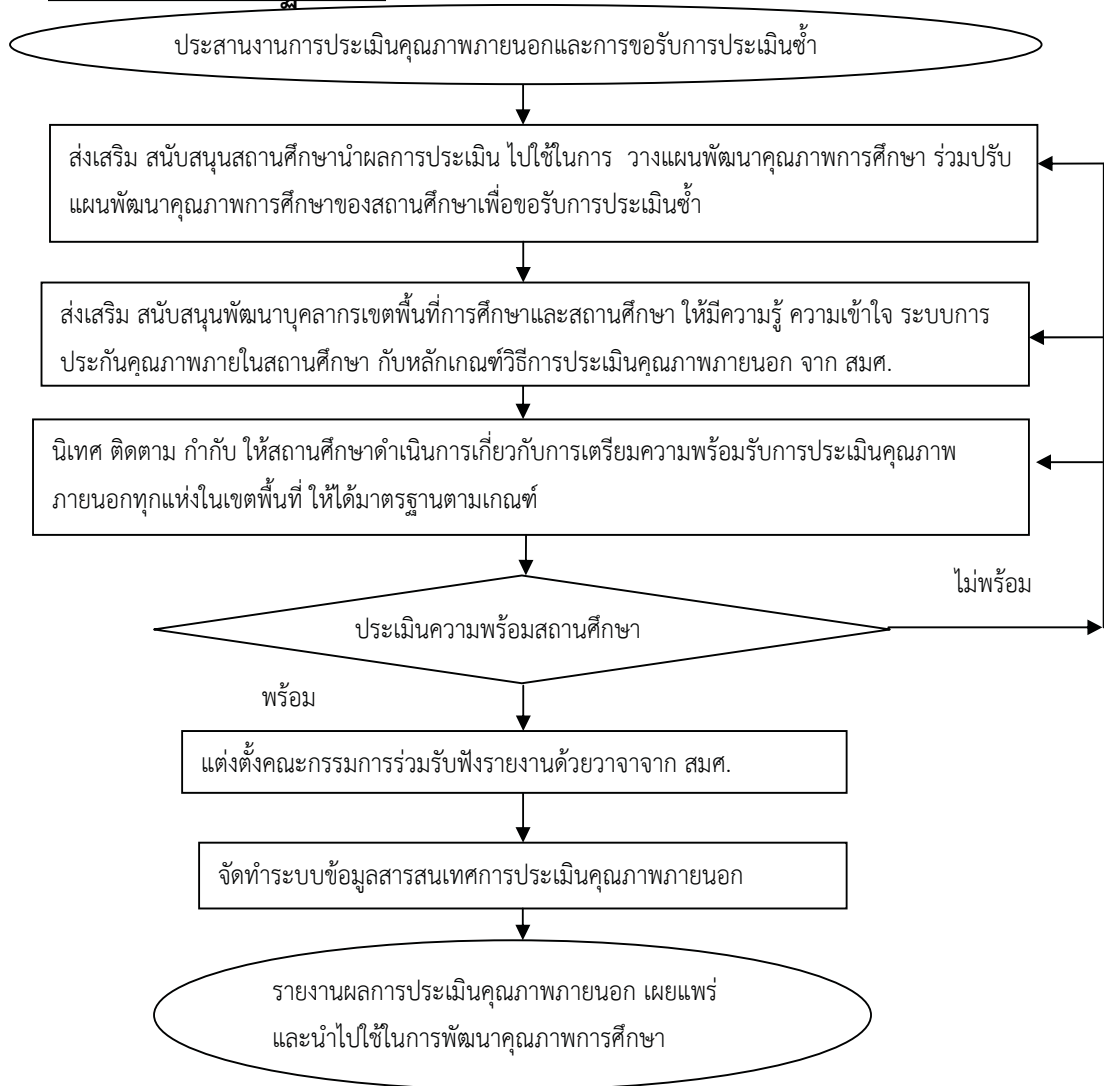 ประสานงานการประเมินคุณภาพภายนอกและการขอรับการประเมินซ้ำ
ส่งเสริม สนับสนุนสถานศึกษานำผลการประเมิน ไปใช้ในการ วางแผนพัฒนาคุณภาพการศึกษา ร่วมปรับ
แผนพัฒนาคุณภาพการศึกษาของสถานศึกษาเพื่อขอรับการประเมินซ้ำ
ส่งเสริม สนับสนุนพัฒนาบุคลากรเขตพื้นที่การศึกษาและสถานศึกษา ให้มีความรู้ ความเข้าใจ ระบบการ
ประกันคุณภาพภายในสถานศึกษา กับหลักเกณฑ์วิธีการประเมินคุณภาพภายนอก จาก สมศ.
นิเทศ ติดตาม กำกับ ให้สถานศึกษาดำเนินการเกี่ยวกับการเตรียมความพร้อมรับการประเมินคุณภาพ
ภายนอกทุกแห่งในเขตพื้นที่ ให้ได้มาตรฐานตามเกณฑ์
ไม่พร้อม
ประเมินความพร้อมสถานศึกษา
พร้อม
แต่งตั้งคณะกรรมการร่วมรับฟังรายงานด้วยวาจาจาก สมศ.
จัดทำระบบข้อมูลสารสนเทศการประเมินคุณภาพภายนอก
รายงานผลการประเมินคุณภาพภายนอก เผยแพร่
และนำไปใช้ในการพัฒนาคุณภาพการศึกษา